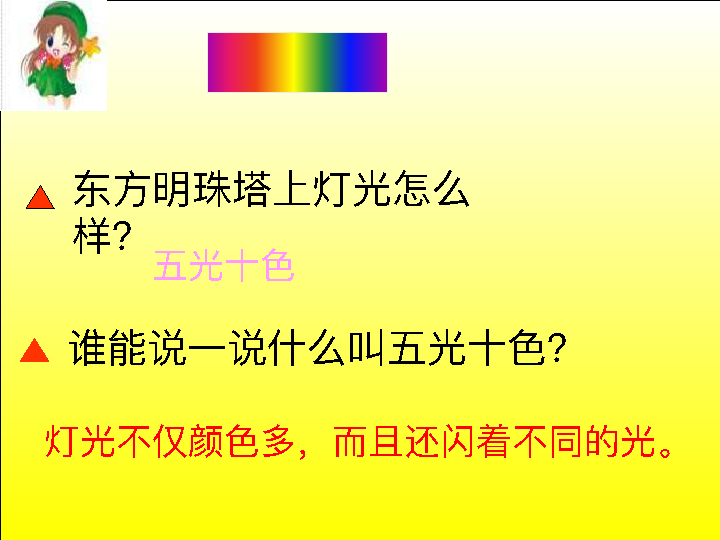 东方明珠塔上灯光怎么
样?
五光十色
谁能说一说什么叫五光十色?
灯光不仅颜色多，而且还闪着不同的光。